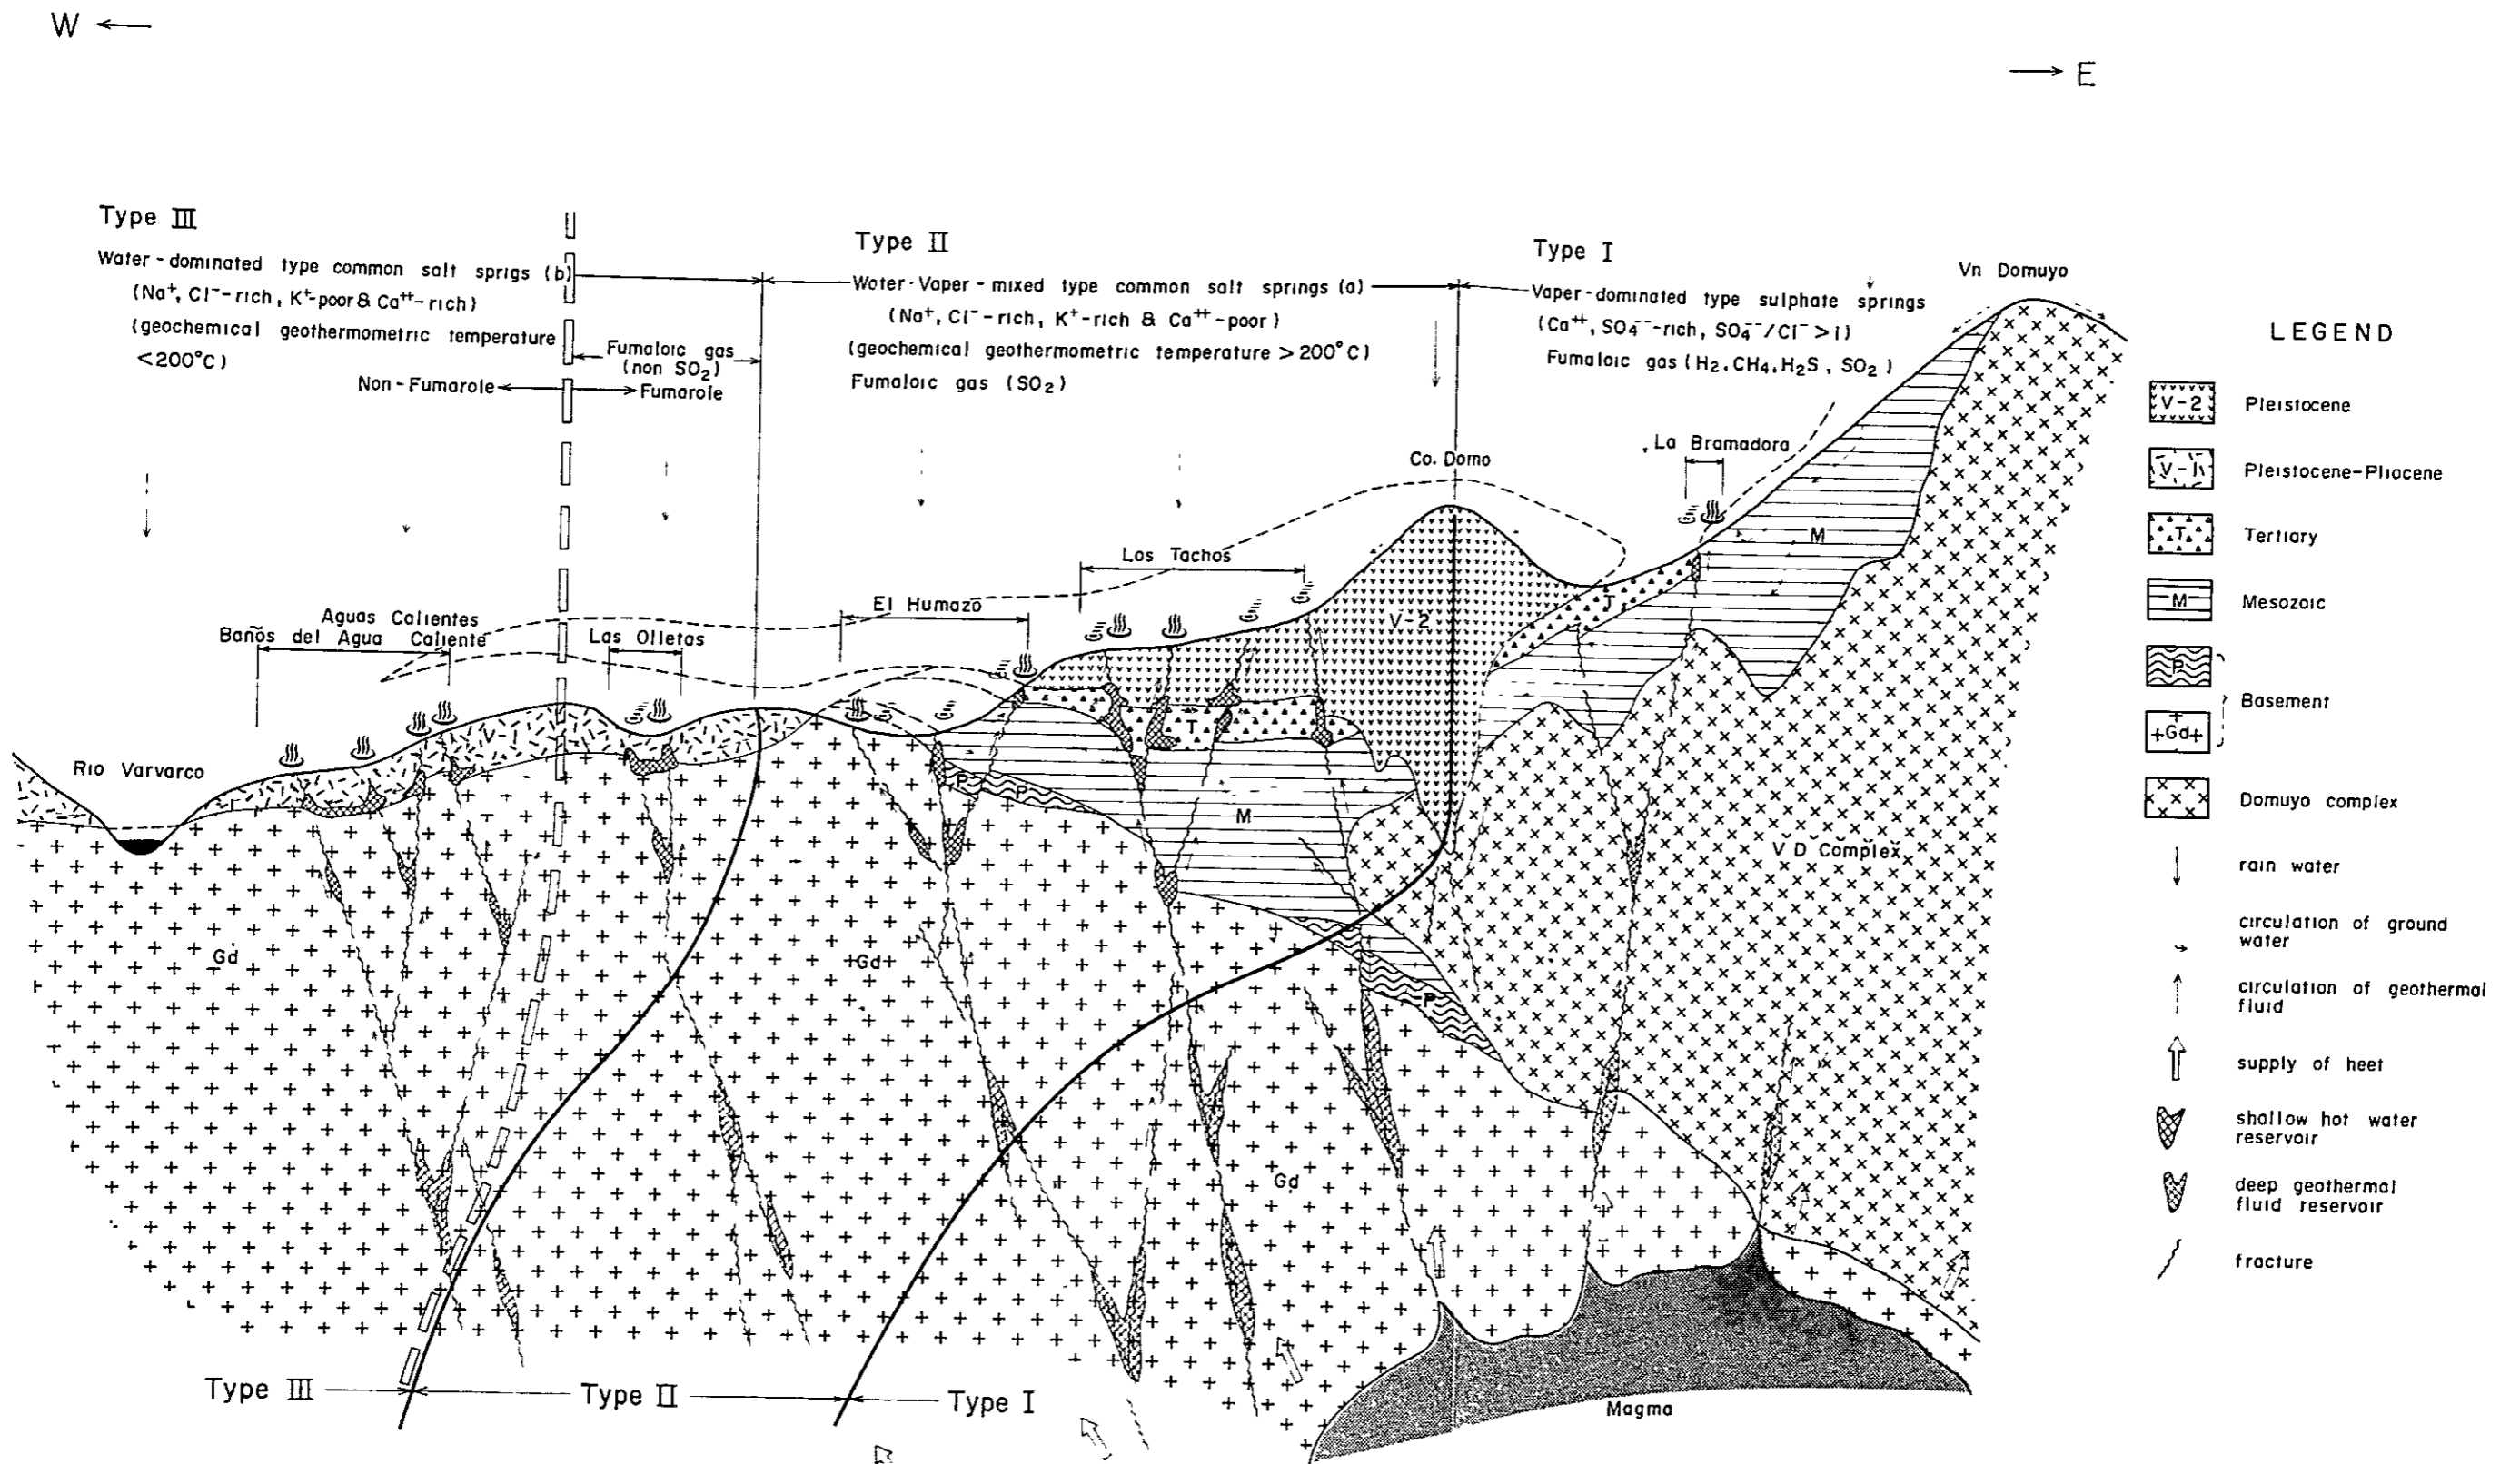 W
E
Type III
Water-dominated type common salt sprigs (b)
(Na⁺, Cl⁻-rich, K⁺-poor & Ca⁺⁺-rich)
(geochemical geothermometric temperature
<200°C)
Fumaloic gas
(non SO₂)
Non-Fumarole
Fumarole
Type II
Water-Vaper-mixed type common salt springs (a)
(Na⁺, Cl⁻-rich, K⁺-rich & Ca⁺⁺-poor)
(geochemical geothermometric temperature >200°C)
Fumaloic gas (SO₂)
Type I
Vaper-dominated type sulphate springs
(Ca⁺⁺, SO₄⁻⁻-rich, SO₄⁻⁻/Cl⁻ >1)
Fumaloic gas (H₂, CH₄, H₂S, SO₂)
Vn Domuyo
La Bramadora
Co. Domo
Los Tachos
El Humazo
Aguas Calientes
Baños del Agua Caliente
Las Olletas
Rio Varvarco
V-1
V-2
T
T
M
M
P
P
P
Gd
Gd
Gd
V D Complex
Magma
Type III
Type II
Type I
LEGEND
V-2 Pleistocene
V-1 Pleistocene-Pliocene
T Tertiary
M Mesozoic
P
Basement
Gd
Domuyo complex
rain water
circulation of ground
water
circulation of geothermal
fluid
supply of heet
shallow hot water
reservoir
deep geothermal
fluid reservoir
fracture